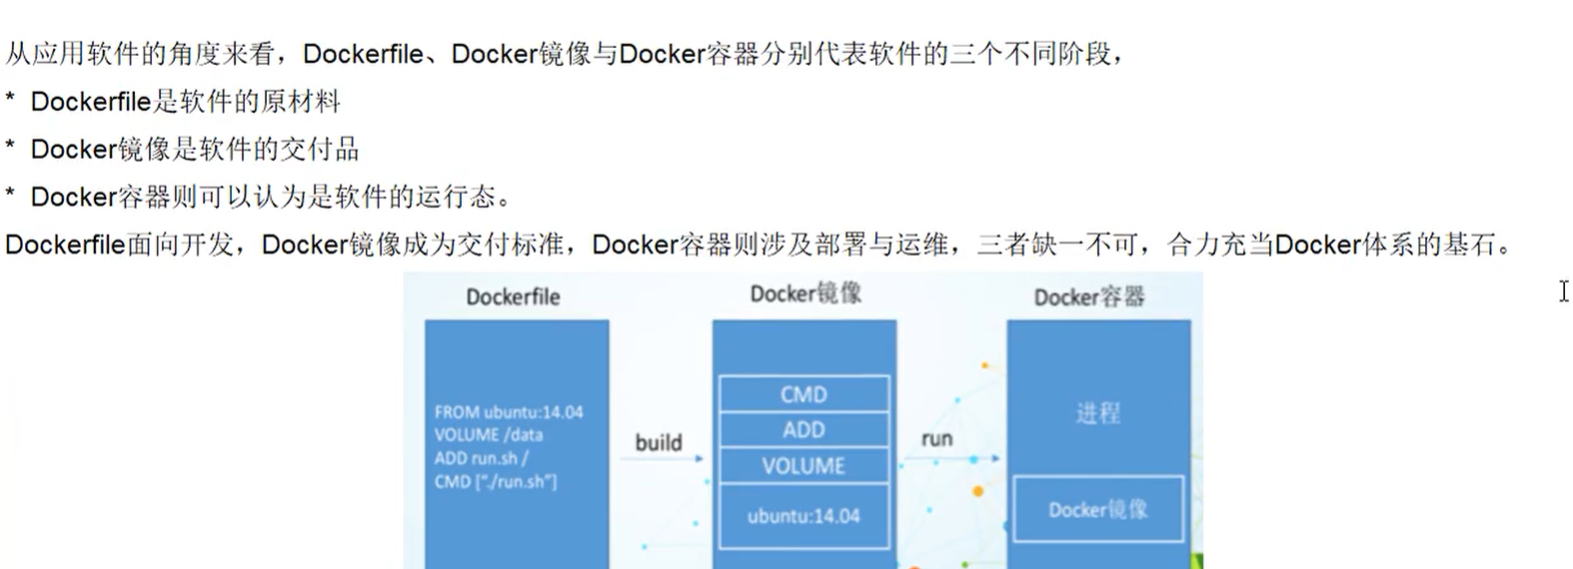 从应用软件的角度来看，Dockerfile、Docker镜像与Docker容器分别代表软件的三个不同阶段，
* Dockerfile是软件的原材料
* Docker镜像是软件的交付品
* Docker容器则可以认为是软件的运行态。
Dockerfile面向开发，Docker镜像成为交付标准，Docker容器则涉及部署与运维，三者缺一不可，合力充当Docker体系的基石。
Dockerfile
FROM ubuntu:14.04
VOLUME /data
ADD run.sh /
CMD ["./run.sh"]
build
Docker镜像
CMD
ADD
VOLUME
ubuntu:14.04
run
Docker容器
进程
Docker镜像